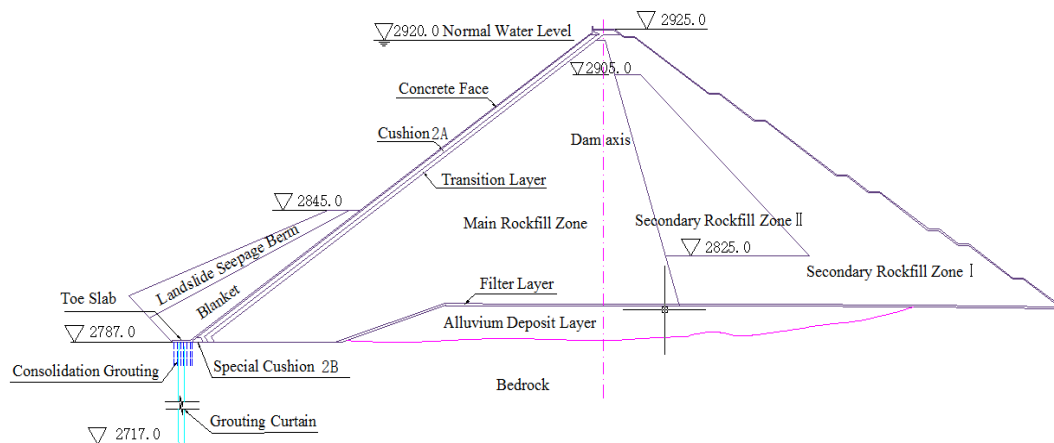 2925.0
2920.0 Normal Water Level
2905.0
Concrete Face
Cushion 2A
Dam axis
Transition Layer
2845.0
Main Rockfill Zone
Secondary Rockfill Zone Ⅱ
2825.0
Landslide Seepage Berm
Secondary Rockfill Zone Ⅰ
Blanket
Filter Layer
Toe Slab
Alluvium Deposit Layer
2787.0
Consolidation Grouting
Special Cushion 2B
Bedrock
Grouting Curtain
2717.0